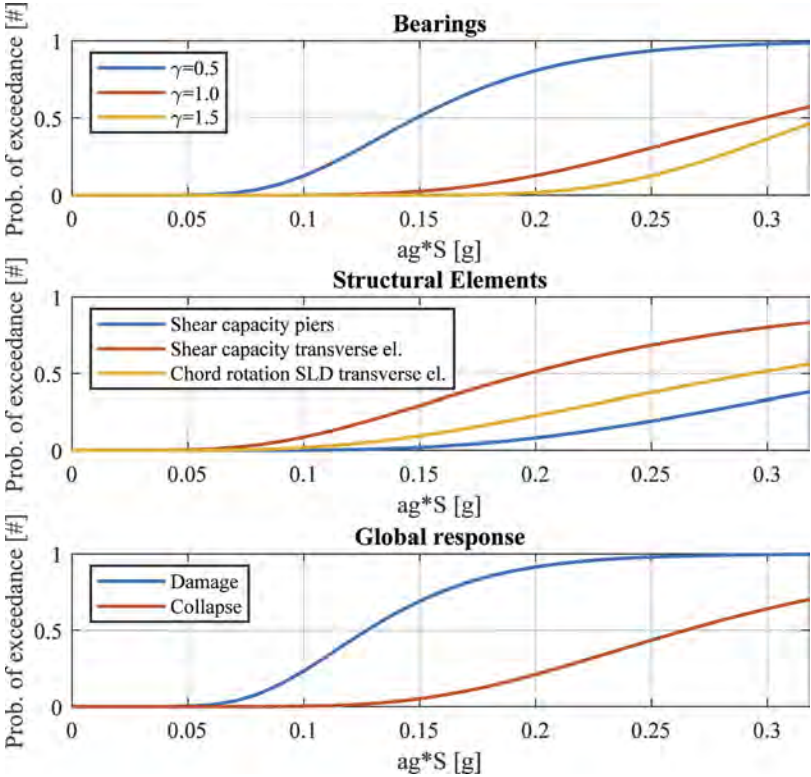 Bearings
Prob. of exceedance [#]
1
0.5
0
γ=0.5
γ=1.0
γ=1.5
0 0.05 0.1 0.15 0.2 0.25 0.3
ag*S [g]
Structural Elements
Prob. of exceedance [#]
1
0.5
0
Shear capacity piers
Shear capacity transverse el.
Chord rotation SLD transverse el.
0 0.05 0.1 0.15 0.2 0.25 0.3
ag*S [g]
Global response
Prob. of exceedance [#]
1
0.5
0
Damage
Collapse
0 0.05 0.1 0.15 0.2 0.25 0.3
ag*S [g]